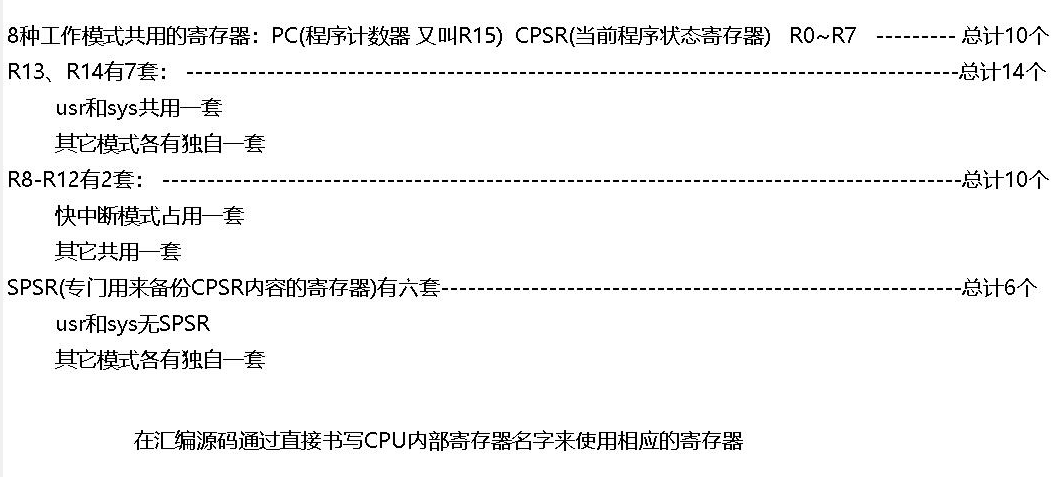 8种工作模式共用的寄存器：PC(程序计数器 又叫R15) CPSR(当前程序状态寄存器) R0~R7 --------- 总计10个
R13、R14有7套： --------------------------------------------------------------------------------------总计14个
usr和sys共用一套
其它模式各有独自一套
R8-R12有2套： -----------------------------------------------------------------------------------------总计10个
快中断模式占用一套
其它共用一套
SPSR(专门用来备份CPSR内容的寄存器)有六套----------------------------------------------------------总计6个
usr和sys无SPSR
其它模式各有独自一套
在汇编源码通过直接书写CPU内部寄存器名字来使用相应的寄存器